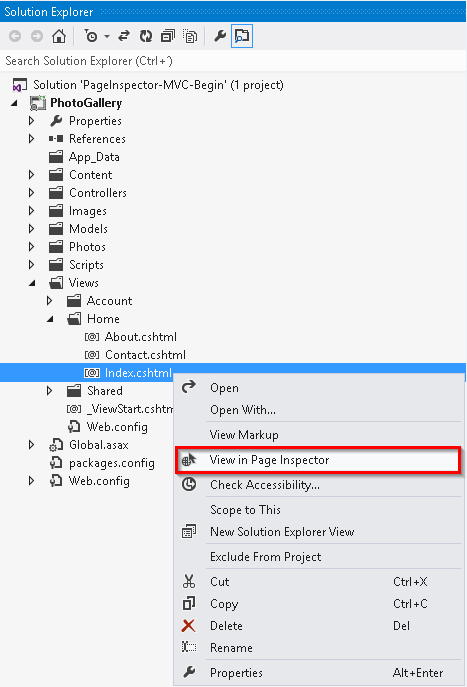 Solution Explorer
Search Solution Explorer (Ctrl+´)
Solution 'PageInspector-MVC-Begin' (1 project)
PhotoGallery
Properties
References
App_Data
Content
Controllers
Images
Models
Photos
Scripts
Views
Account
Home
[@] About.cshtml
[@] Contact.cshtml
[@] Index.cshtml
Shared
[@] _ViewStart.cshtm
Web.config
Global.asax
packages.config
Web.config
Open
Open With...
View Markup
View in Page Inspector
Check Accessibility...
Scope to This
New Solution Explorer View
Exclude From Project
Cut Ctrl+X
Copy Ctrl+C
Delete Del
Rename
Properties Alt+Enter